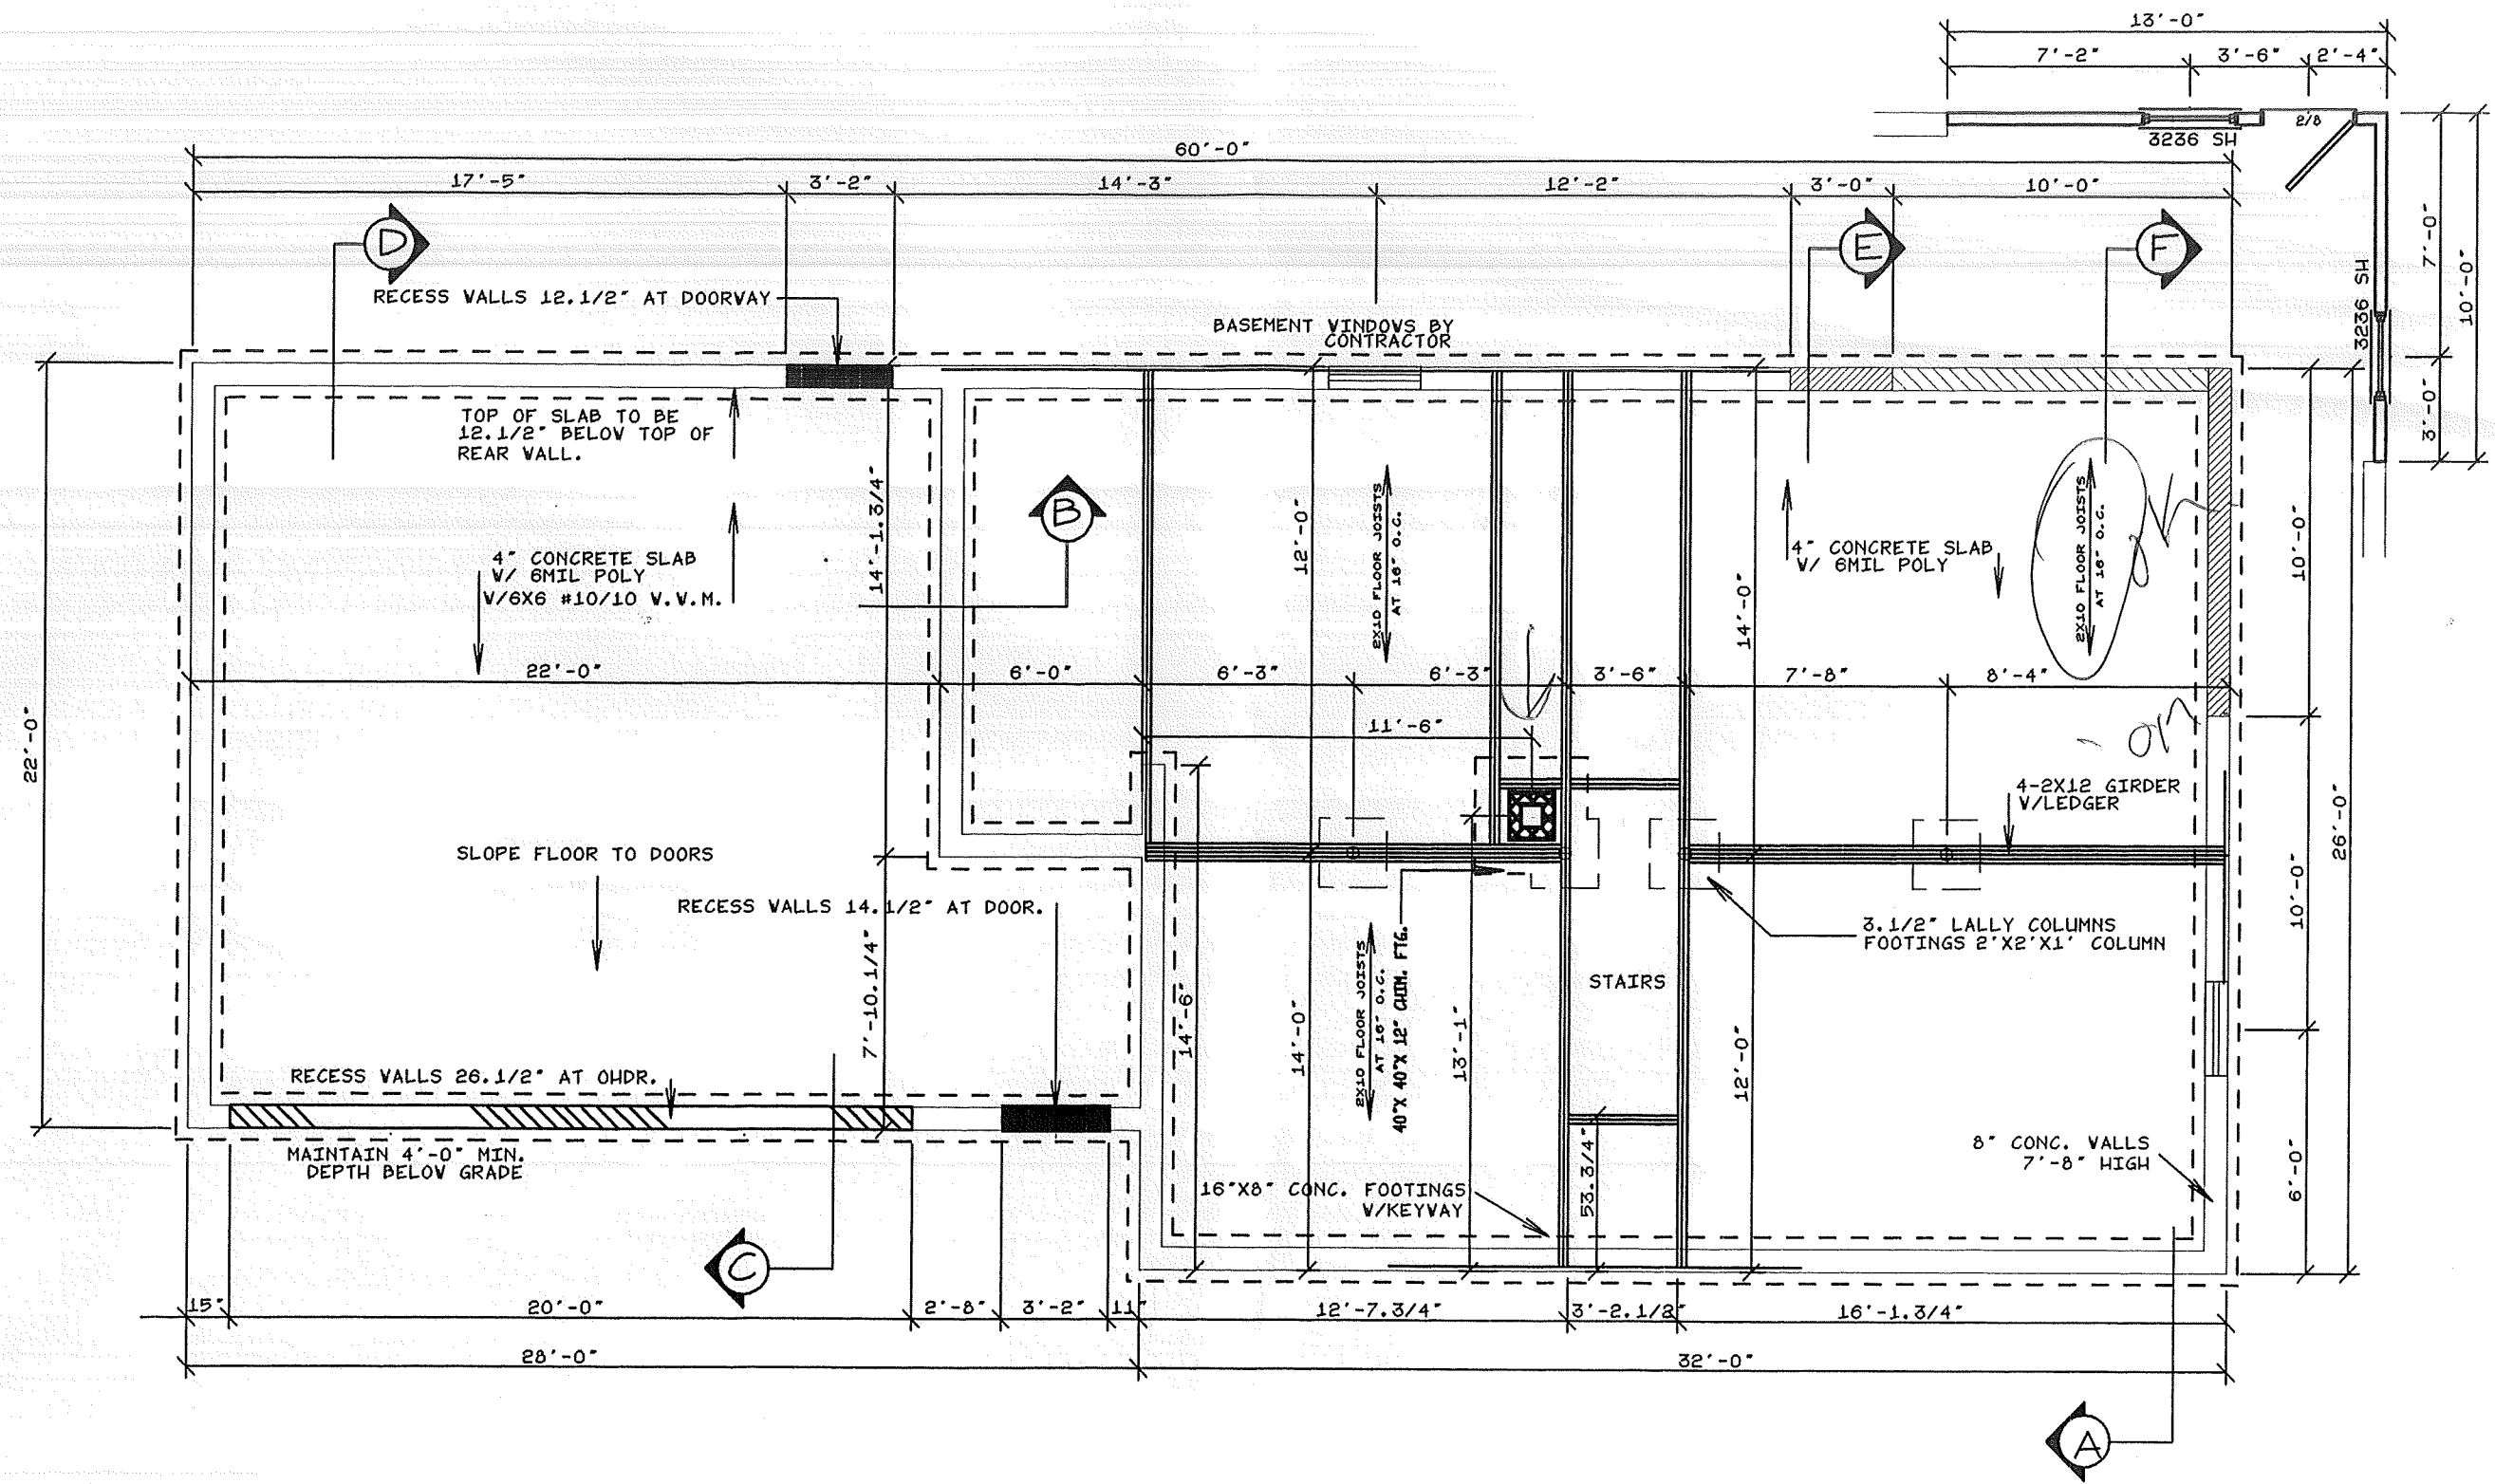 13'-0"
7'-2" 3'-6" 2'-4"
2/8
3236 SH
60'-0"
17'-5" 3'-2" 14'-3" 12'-2" 3'-0" 10'-0"
7'-0"
10'-0"
3236 SH
3'-0"
D
E
F
RECESS WALLS 12.1/2" AT DOORWAY
BASEMENT WINDOWS BY
CONTRACTOR
TOP OF SLAB TO BE
12.1/2" BELOW TOP OF
REAR WALL.
14'-1.3/4"
B
12'-0"
2X10 FLOOR JOISTS
AT 16" O.C.
4" CONCRETE SLAB
W/ 6MIL POLY
W/6X6 #10/10 W.W.M.
14'-0"
4" CONCRETE SLAB
W/ 6MIL POLY
2X10 FLOOR JOISTS
AT 16" O.C.
10'-0"
22'-0" 6'-0" 6'-3" 6'-3" 3'-6" 7'-8" 8'-4"
11'-6"
22'-0"
4-2X12 GIRDER
W/LEDGER
26'-0"
SLOPE FLOOR TO DOORS
RECESS WALLS 14.1/2" AT DOOR.
10'-0"
3.1/2" LALLY COLUMNS
FOOTINGS 2'X2'X1' COLUMN
7'-10.1/4"
14'-6"
14'-0"
2X10 FLOOR JOISTS
AT 16" O.C.
40"X 40"X 12" CHIM. FTG.
13'-1"
STAIRS
12'-0"
RECESS WALLS 26.1/2" AT OHDR.
MAINTAIN 4'-0" MIN.
DEPTH BELOW GRADE
16"X8" CONC. FOOTINGS
W/KEYWAY
53.3/4"
8" CONC. WALLS
7'-8" HIGH
6'-0"
C
15" 20'-0" 2'-8" 3'-2" 11" 12'-7.3/4" 3'-2.1/2" 16'-1.3/4"
28'-0" 32'-0"
A